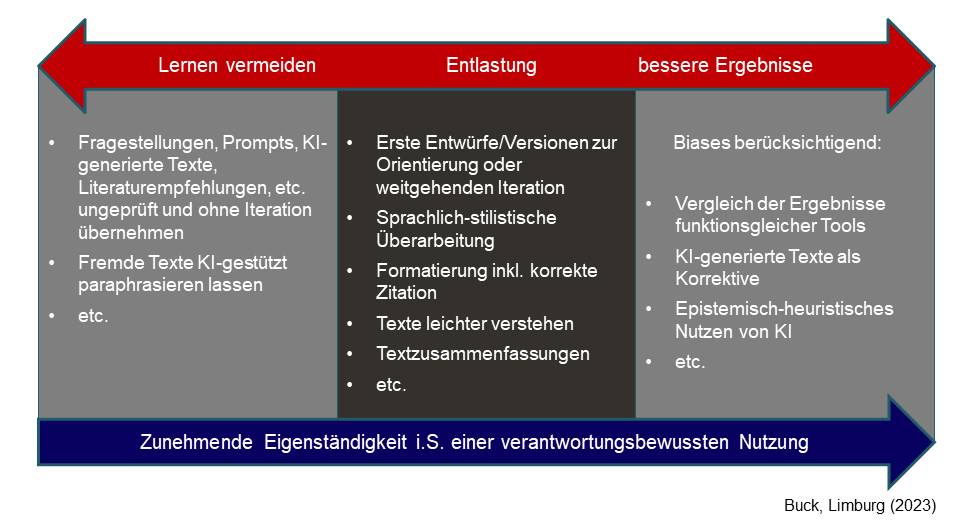 Lernen vermeiden
Entlastung
bessere Ergebnisse
• Fragestellungen, Prompts, KI-
generierte Texte,
Literaturempfehlungen, etc.
ungeprüft und ohne Iteration
übernehmen
• Fremde Texte KI-gestützt
paraphrasieren lassen
• etc.
• Erste Entwürfe/Versionen zur
Orientierung oder
weitgehenden Iteration
• Sprachlich-stilistische
Überarbeitung
• Formatierung inkl. korrekte
Zitation
• Texte leichter verstehen
• Textzusammenfassungen
• etc.
Biases berücksichtigend:
• Vergleich der Ergebnisse
funktionsgleicher Tools
• KI-generierte Texte als
Korrektive
• Epistemisch-heuristisches
Nutzen von KI
• etc.
Zunehmende Eigenständigkeit i.S. einer verantwortungsbewussten Nutzung
Buck, Limburg (2023)